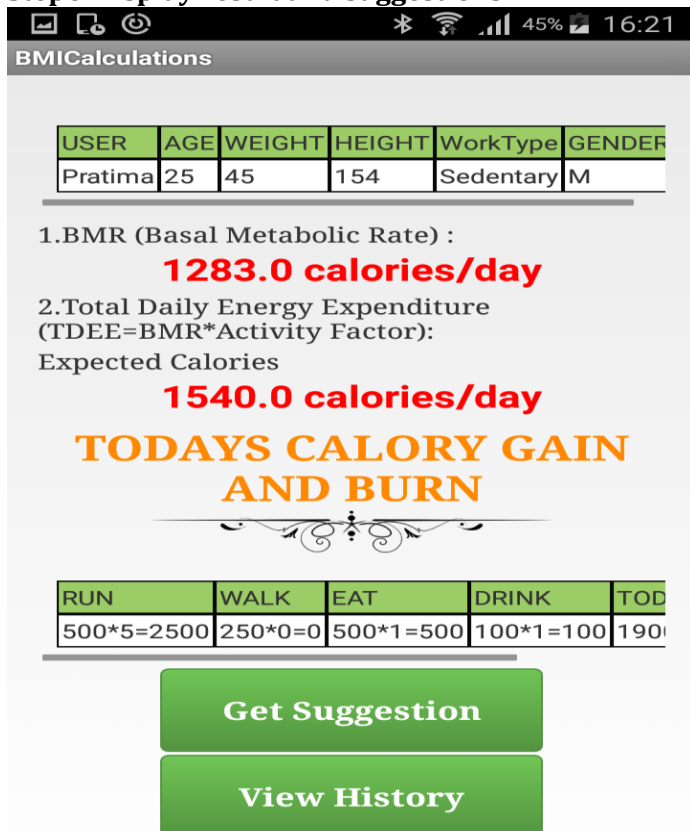 45% 16:21
BMICalculations
USER AGE WEIGHT HEIGHT WorkType GENDER
Pratima 25 45 154 Sedentary M
1.BMR (Basal Metabolic Rate) :
1283.0 calories/day
2.Total Daily Energy Expenditure
(TDEE=BMR*Activity Factor):
Expected Calories
1540.0 calories/day
TODAYS CALORY GAIN
AND BURN
RUN WALK EAT DRINK TOD
500*5=2500 250*0=0 500*1=500 100*1=100 190
Get Suggestion
View History